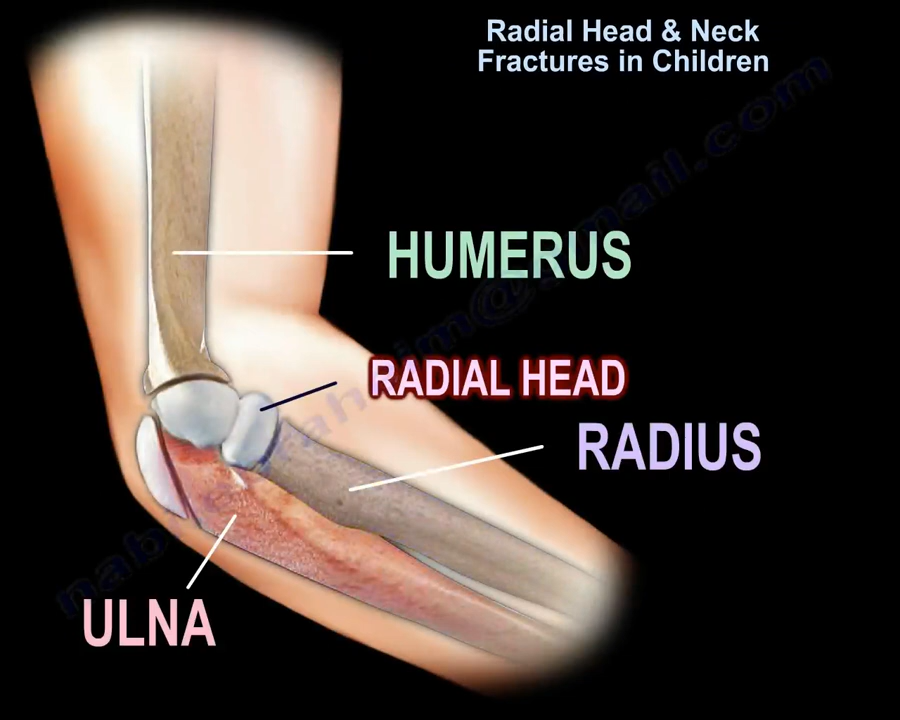 Radial Head & Neck
Fractures in Children
HUMERUS
RADIAL HEAD
RADIUS
ULNA